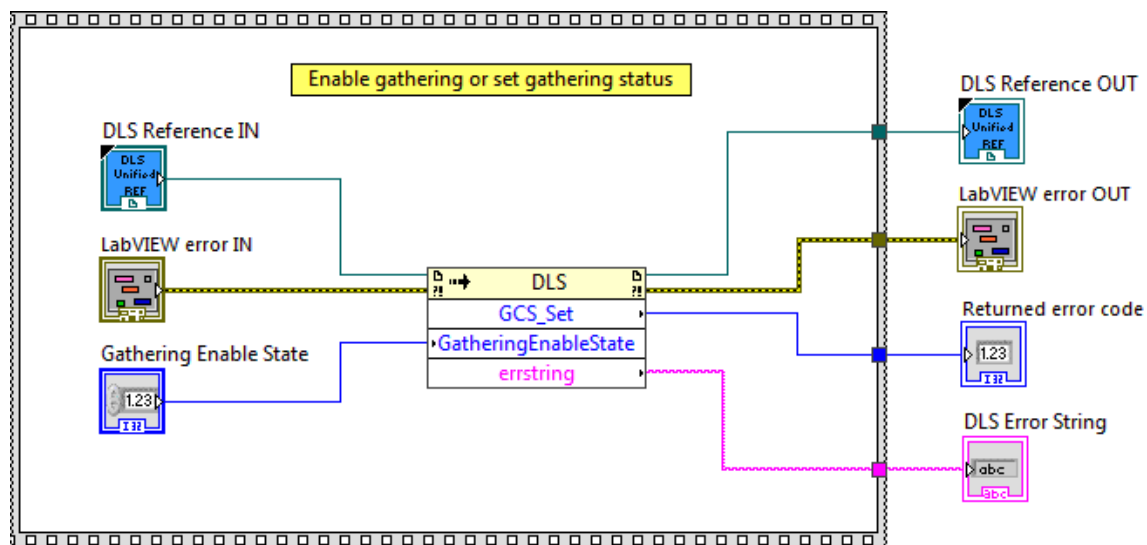 Enable gathering or set gathering status
DLS Reference IN
DLS
Unified
REF
LabVIEW error IN
?!
DLS
?!
GCS_Set
GatheringEnableState
errstring
Gathering Enable State
1.23
I32
DLS Reference OUT
DLS
Unified
REF
LabVIEW error OUT
Returned error code
1.23
I32
DLS Error String
abc
abc